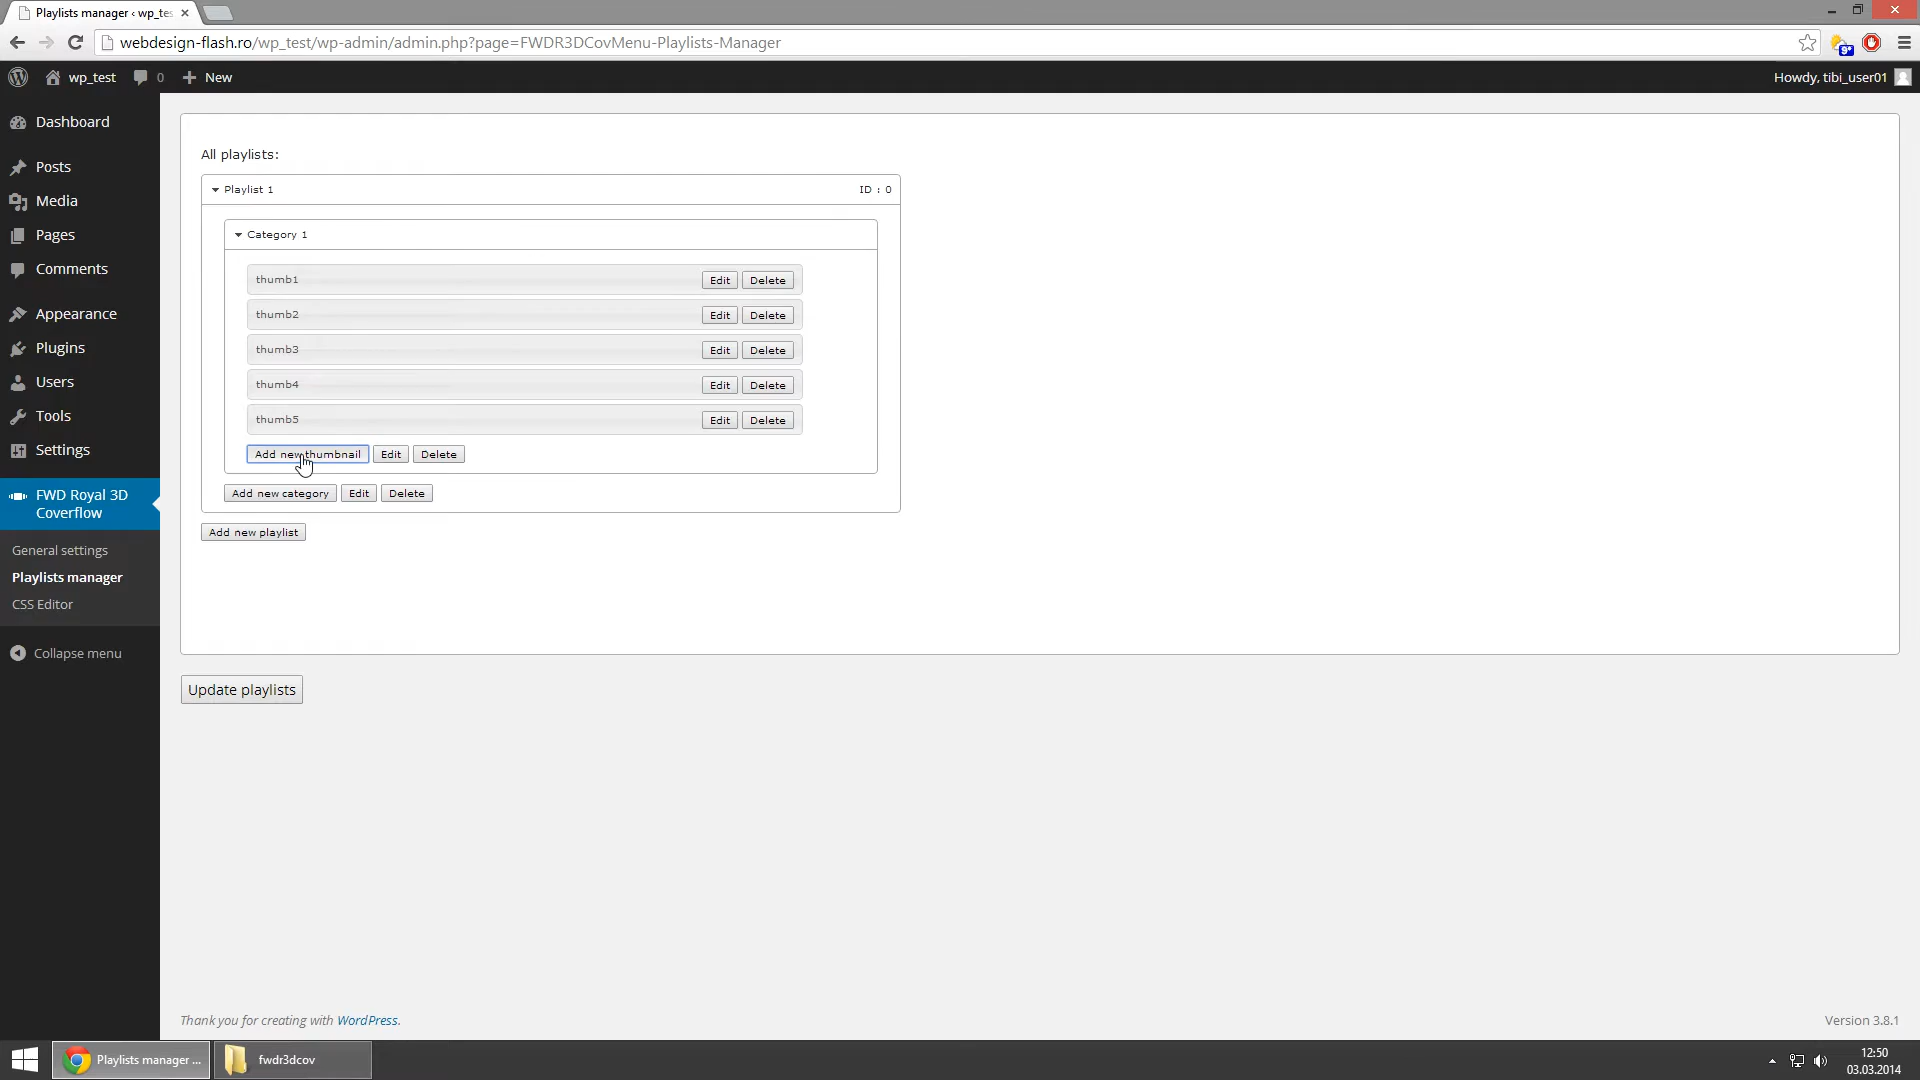 Playlists manager ‹ wp_tes
webdesign-flash.ro/wp_test/wp-admin/admin.php?page=FWDR3DCovMenu-Playlists-Manager
9°
wp_test 0 New Howdy, tibi_user01
Dashboard
Posts
Media
Pages
Comments
Appearance
Plugins
Users
Tools
Settings
FWD Royal 3D
Coverflow
General settings
Playlists manager
CSS Editor
Collapse menu
All playlists:
Playlist 1 ID : 0
Category 1
thumb1 Edit Delete
thumb2 Edit Delete
thumb3 Edit Delete
thumb4 Edit Delete
thumb5 Edit Delete
Add new thumbnail Edit Delete
Add new category Edit Delete
Add new playlist
Update playlists
Thank you for creating with WordPress. Version 3.8.1
Playlists manager ... fwdr3dcov 12:50
03.03.2014